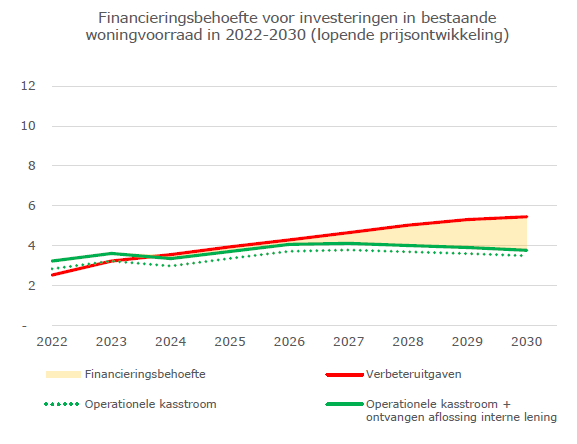 Financieringsbehoefte voor investeringen in bestaande
woningvoorraad in 2022-2030 (lopende prijsontwikkeling)
12
10
8
6
4
2
-
2022 2023 2024 2025 2026 2027 2028 2029 2030
Financieringsbehoefte
Verbeteruitgaven
Operationele kasstroom
Operationele kasstroom +
ontvangen aflossing interne lening